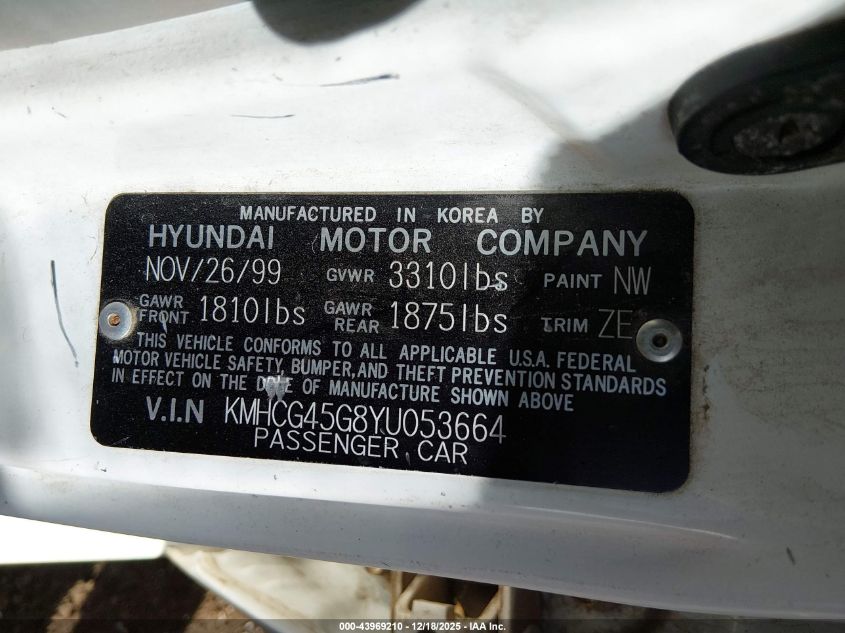 MANUFACTURED IN KOREA BY
HYUNDAI MOTOR COMPANY
NOV/26/99 GVWR 3310lbs PAINT NW
GAWR FRONT 1810lbs GAWR REAR 1875lbs TRIM ZE
THIS VEHICLE CONFORMS TO ALL APPLICABLE U.S.A. FEDERAL
MOTOR VEHICLE SAFETY, BUMPER, AND THEFT PREVENTION STANDARDS
IN EFFECT ON THE DATE OF MANUFACTURE SHOWN ABOVE
V.I.N KMHCG45G8YU053664
PASSENGER CAR
000-43969210 - 12/18/2025 - IAA Inc.